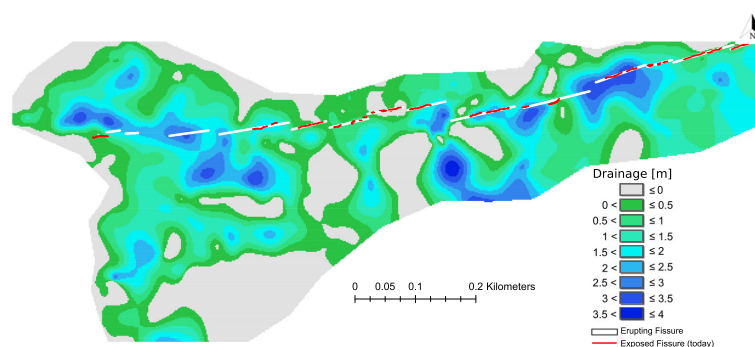 N
Drainage [m]
≤ 0
0 < ≤ 0.5
0.5 < ≤ 1
1 < ≤ 1.5
1.5 < ≤ 2
2 < ≤ 2.5
2.5 < ≤ 3
3 < ≤ 3.5
3.5 < ≤ 4
0 0.05 0.1 0.2 Kilometers
Erupting Fissure
Exposed Fissure (today)